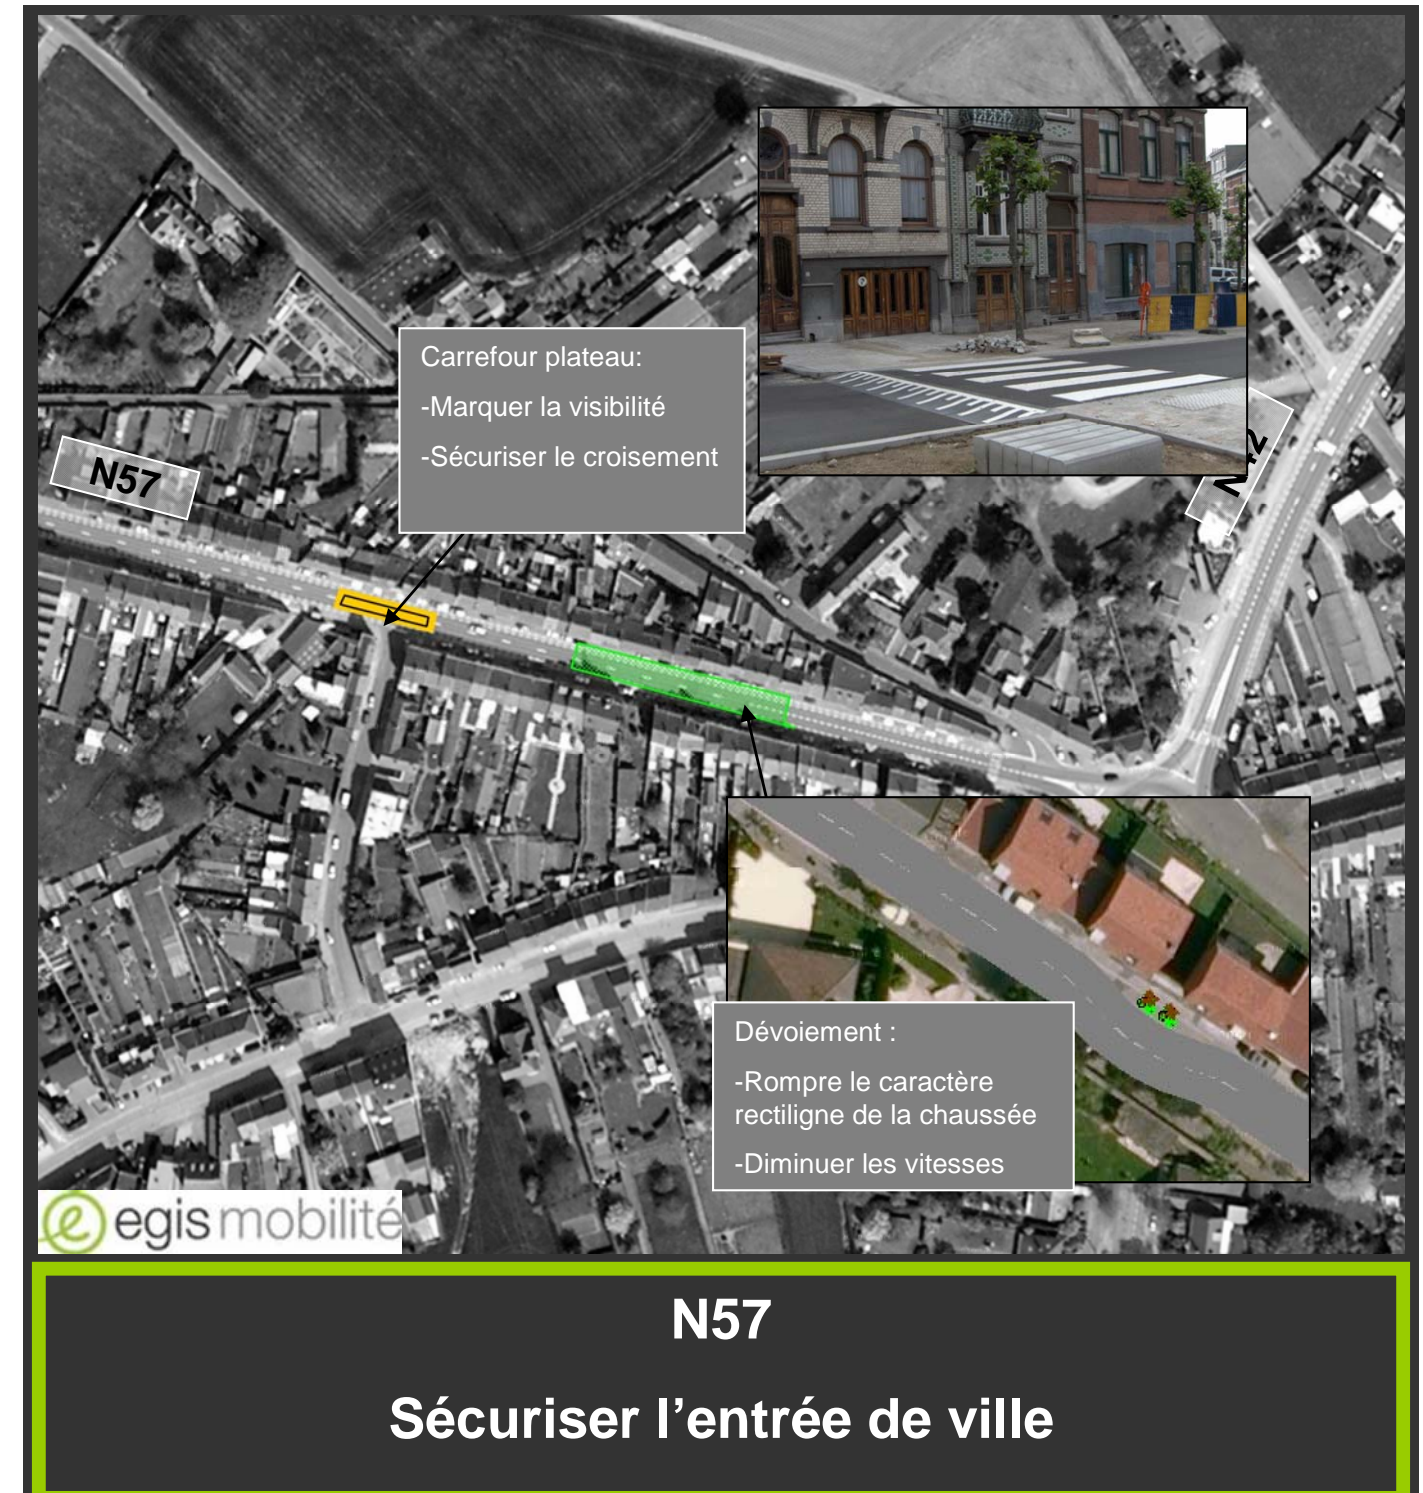 Carrefour plateau:
-Marquer la visibilité
-Sécuriser le croisement
N57
Dévoiement :
-Rompre le caractère
rectiligne de la chaussée
-Diminuer les vitesses
egis mobilité
N57
Sécuriser l’entrée de ville